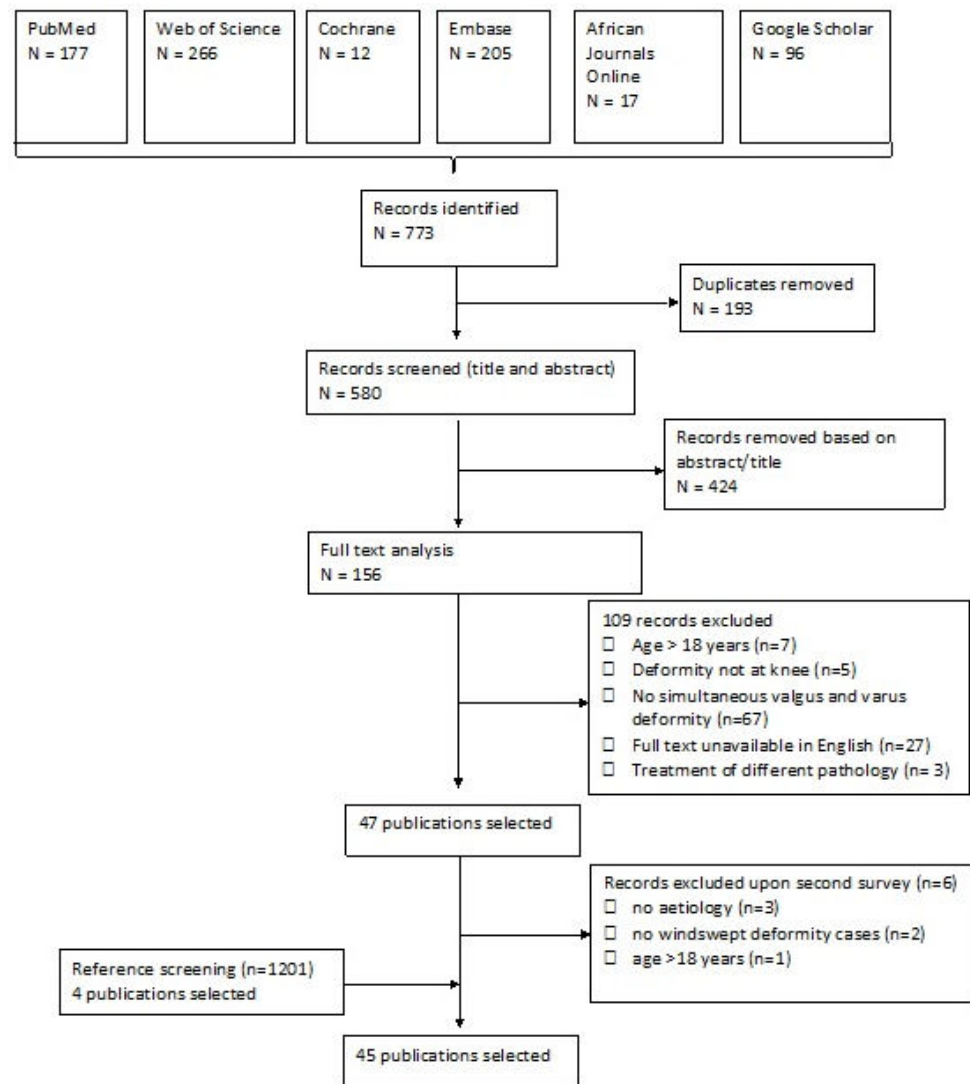 PubMed
N = 177
Web of Science
N = 266
Cochrane
N = 12
Embase
N = 205
African
Journals
Online
N = 17
Google Scholar
N = 96
Records identified
N = 773
Duplicates removed
N = 193
Records screened (title and abstract)
N = 580
Records removed based on
abstract/title
N = 424
Full text analysis
N = 156
109 records excluded
□ Age > 18 years (n=7)
□ Deformity not at knee (n=5)
□ No simultaneous valgus and varus
deformity (n=67)
□ Full text unavailable in English (n=27)
□ Treatment of different pathology (n= 3)
47 publications selected
Records excluded upon second survey (n=6)
□ no aetiology (n=3)
□ no windswept deformity cases (n=2)
□ age >18 years (n=1)
Reference screening (n=1201)
4 publications selected
45 publications selected